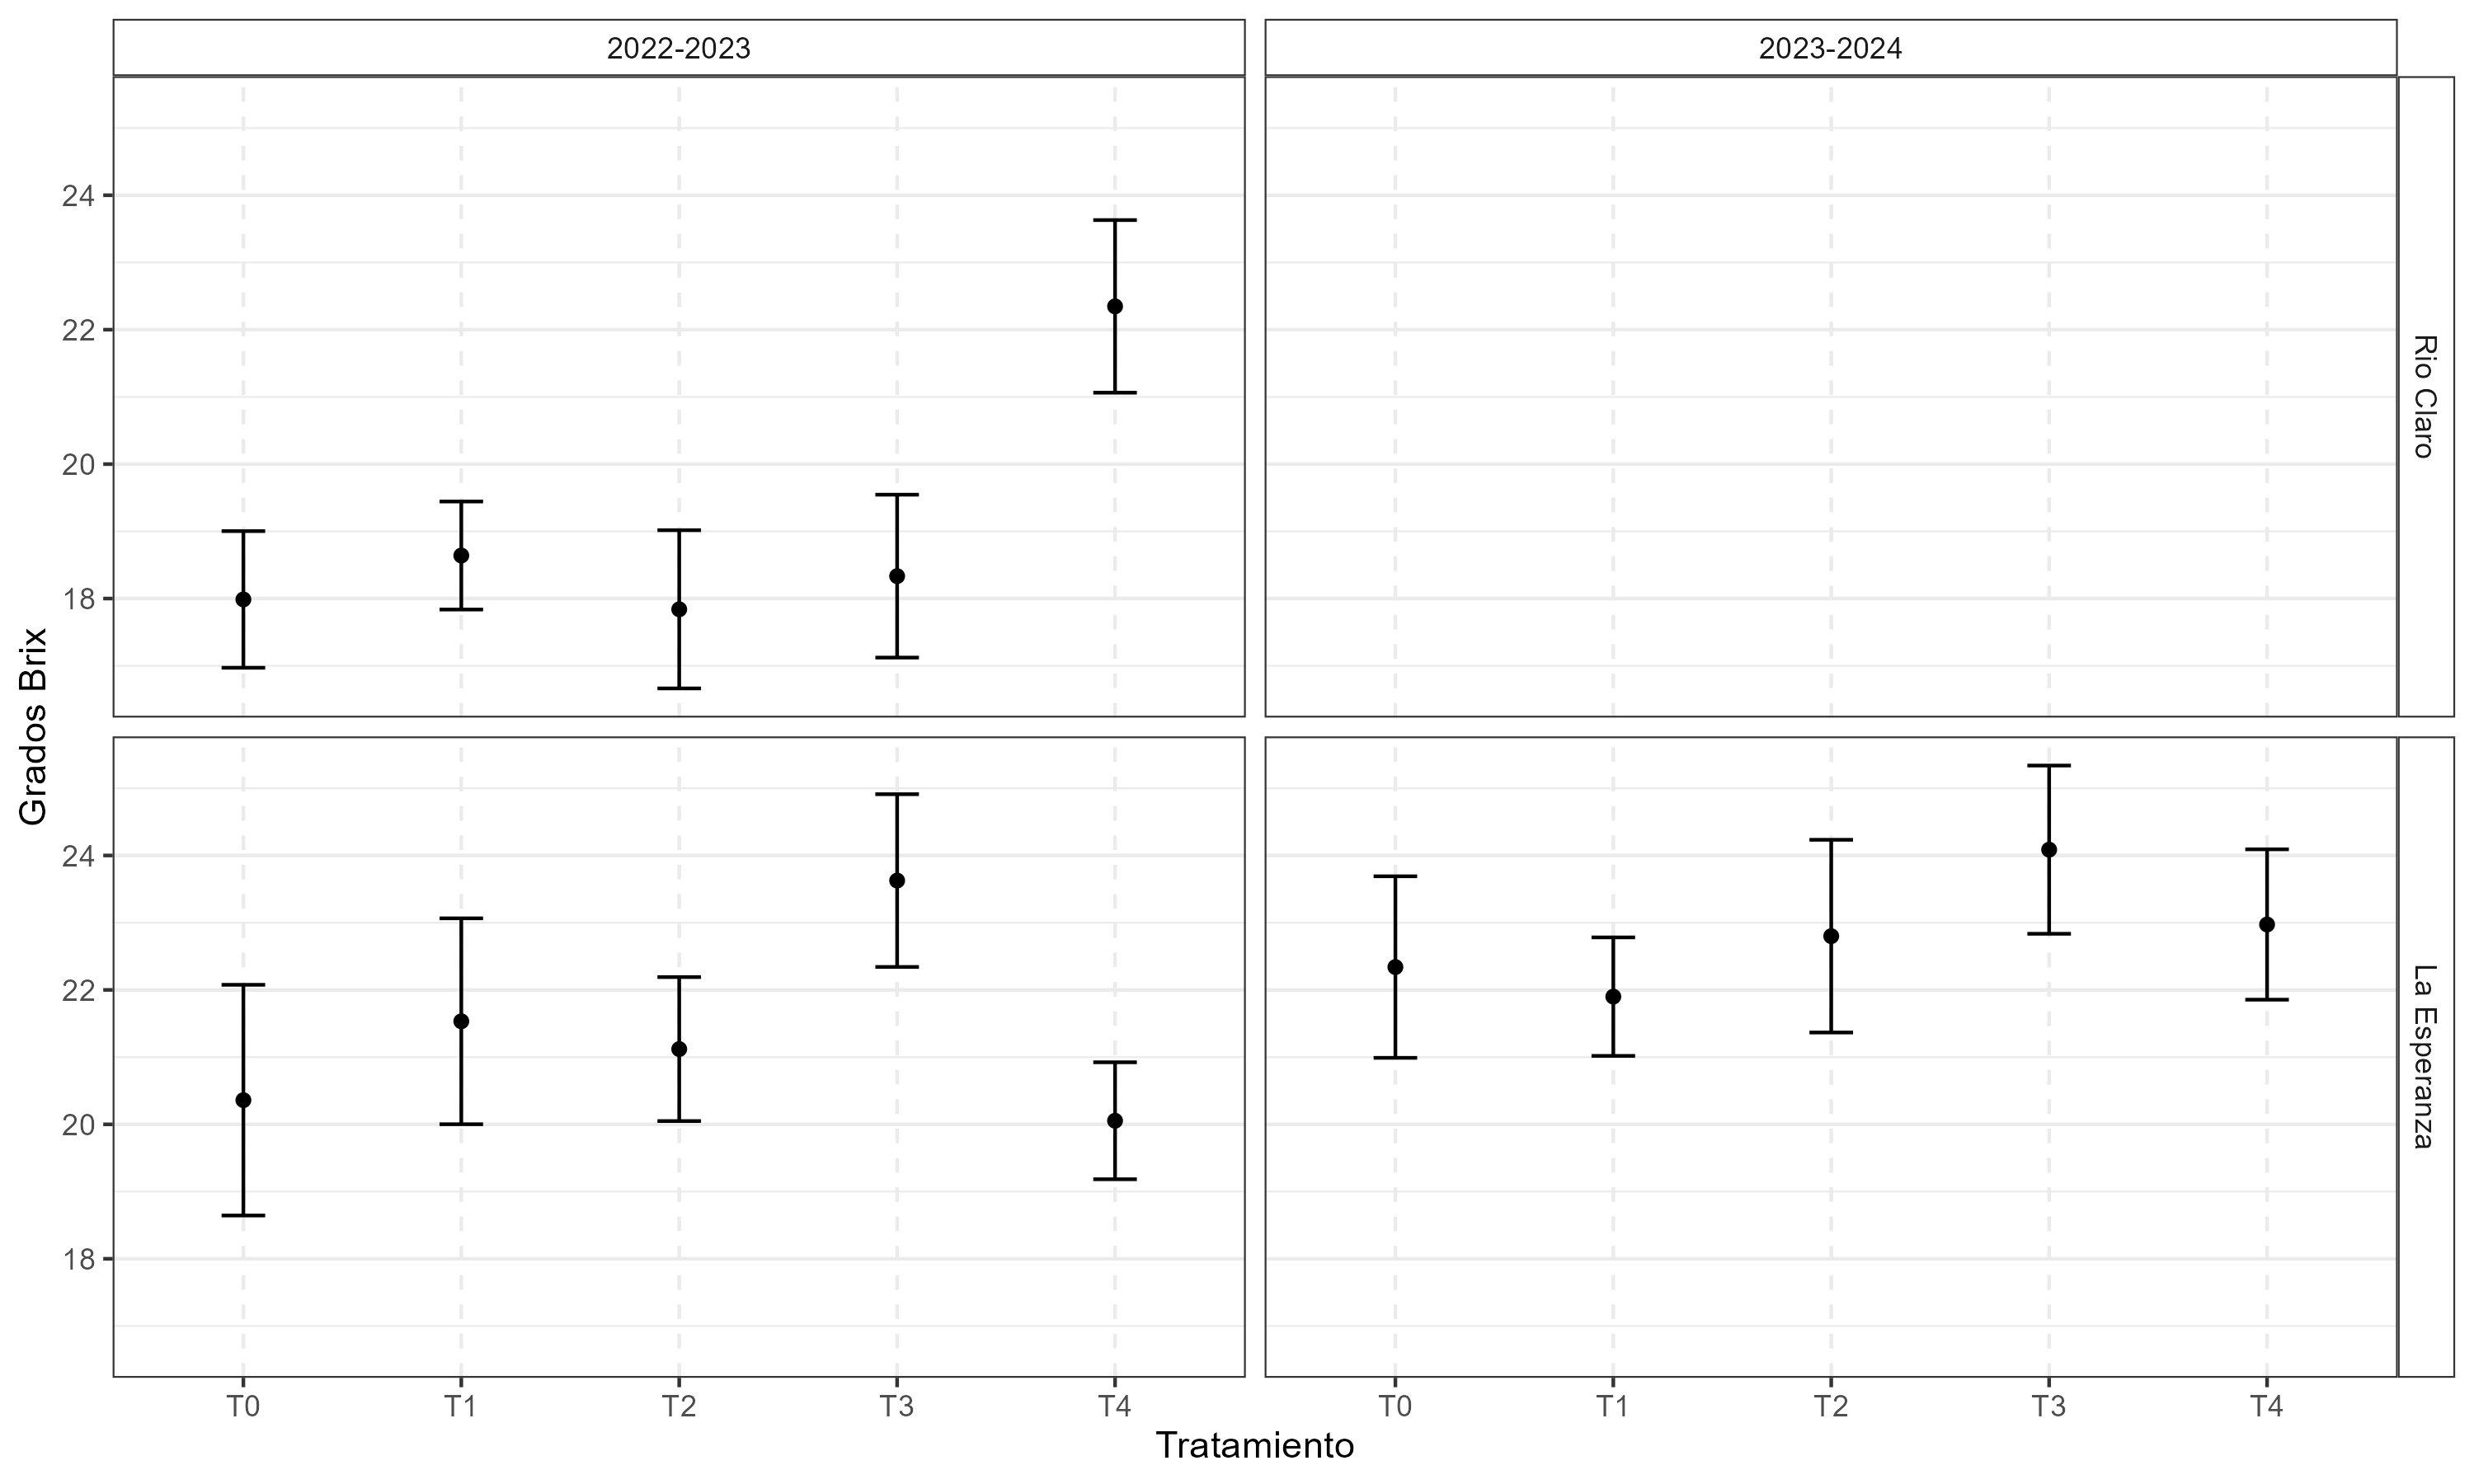 2022-2023
2023-2024
24
22
20
18
Rio Claro
Grados Brix
24
22
20
18
La Esperanza
T0 T1 T2 T3 T4
T0 T1 T2 T3 T4
Tratamiento